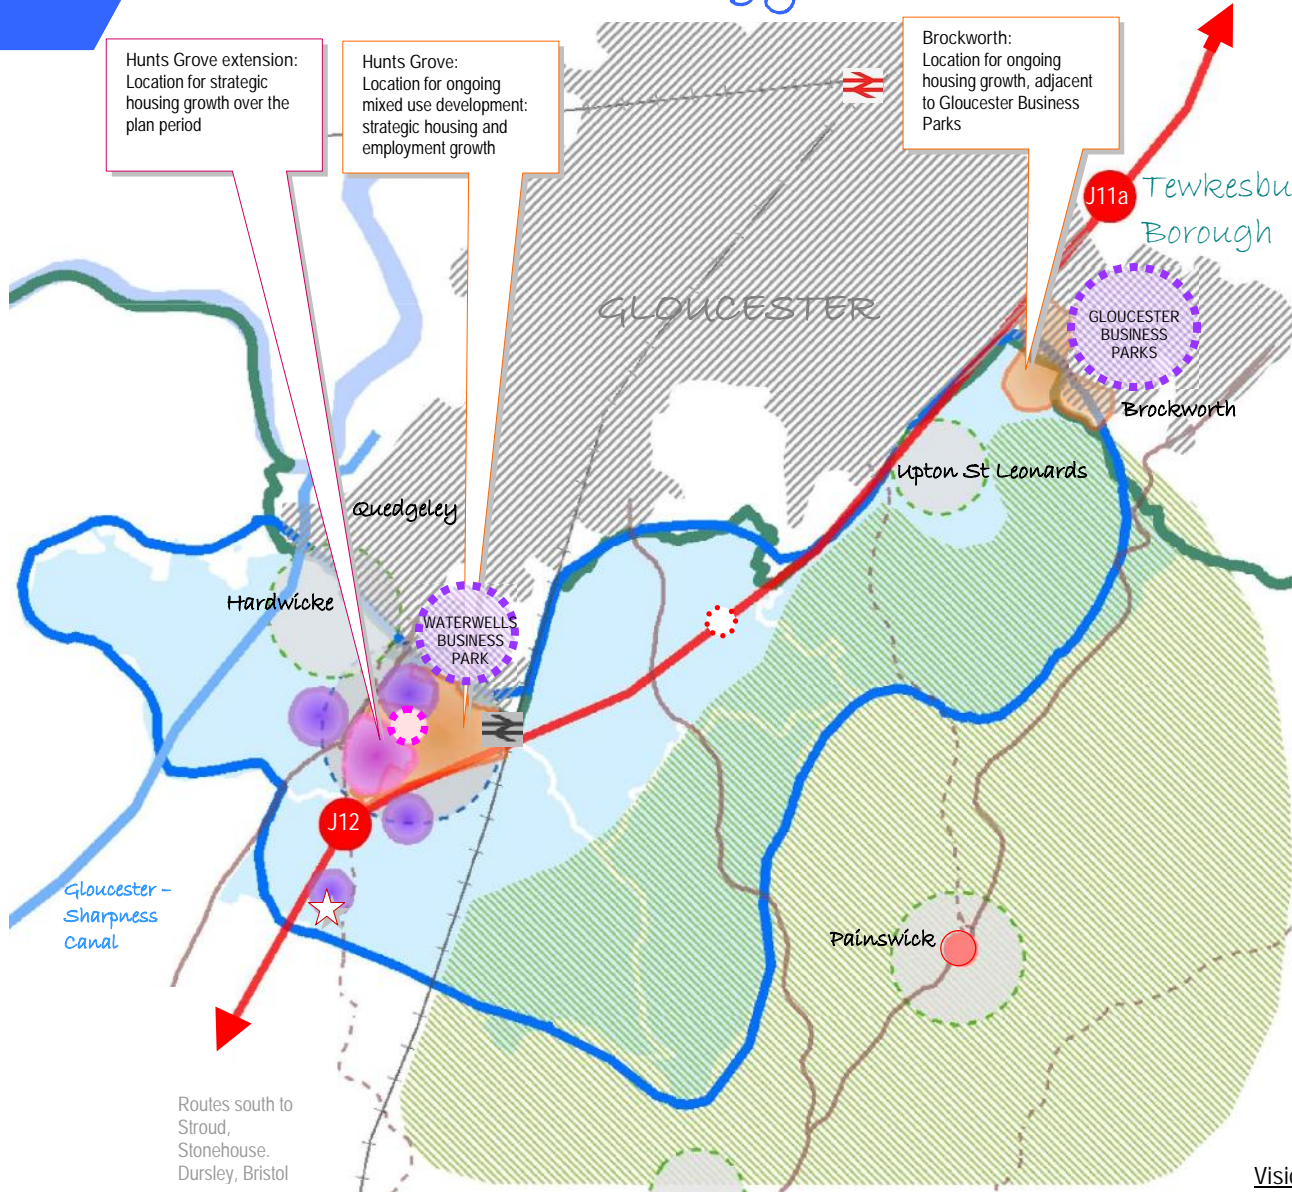 Hunts Grove extension:
Location for strategic
housing growth over the
plan period
Hunts Grove:
Location for ongoing
mixed use development:
strategic housing and
employment growth
Brockworth:
Location for ongoing
housing growth, adjacent
to Gloucester Business
Parks
J11a
Tewkesbu
Borough
GLOUCESTER
GLOUCESTER
BUSINESS
PARKS
Brockworth
Upton St Leonards
Quedgeley
Hardwicke
WATERWELLS
BUSINESS
PARK
J12
Gloucester –
Sharpness
Canal
Painswick
Routes south to
Stroud,
Stonehouse.
Dursley, Bristol
Visio